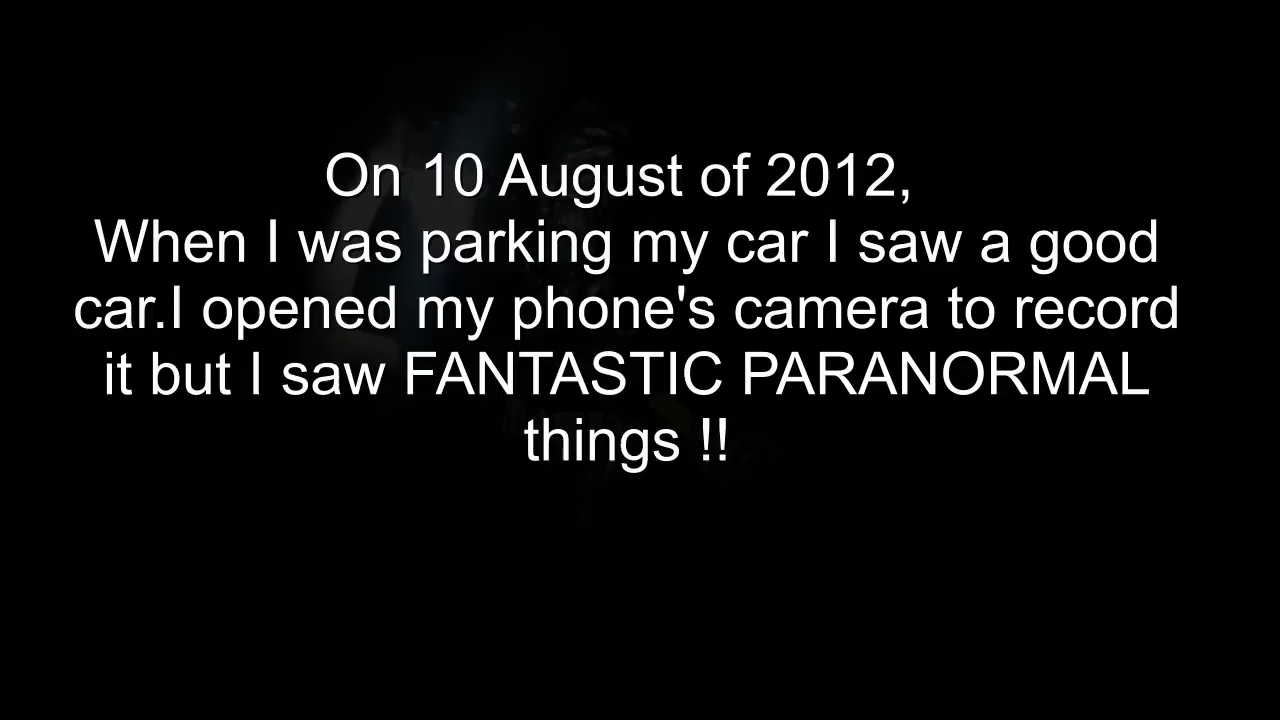 On 10 August of 2012,
When I was parking my car I saw a good
car.I opened my phone's camera to record
it but I saw FANTASTIC PARANORMAL
things !!